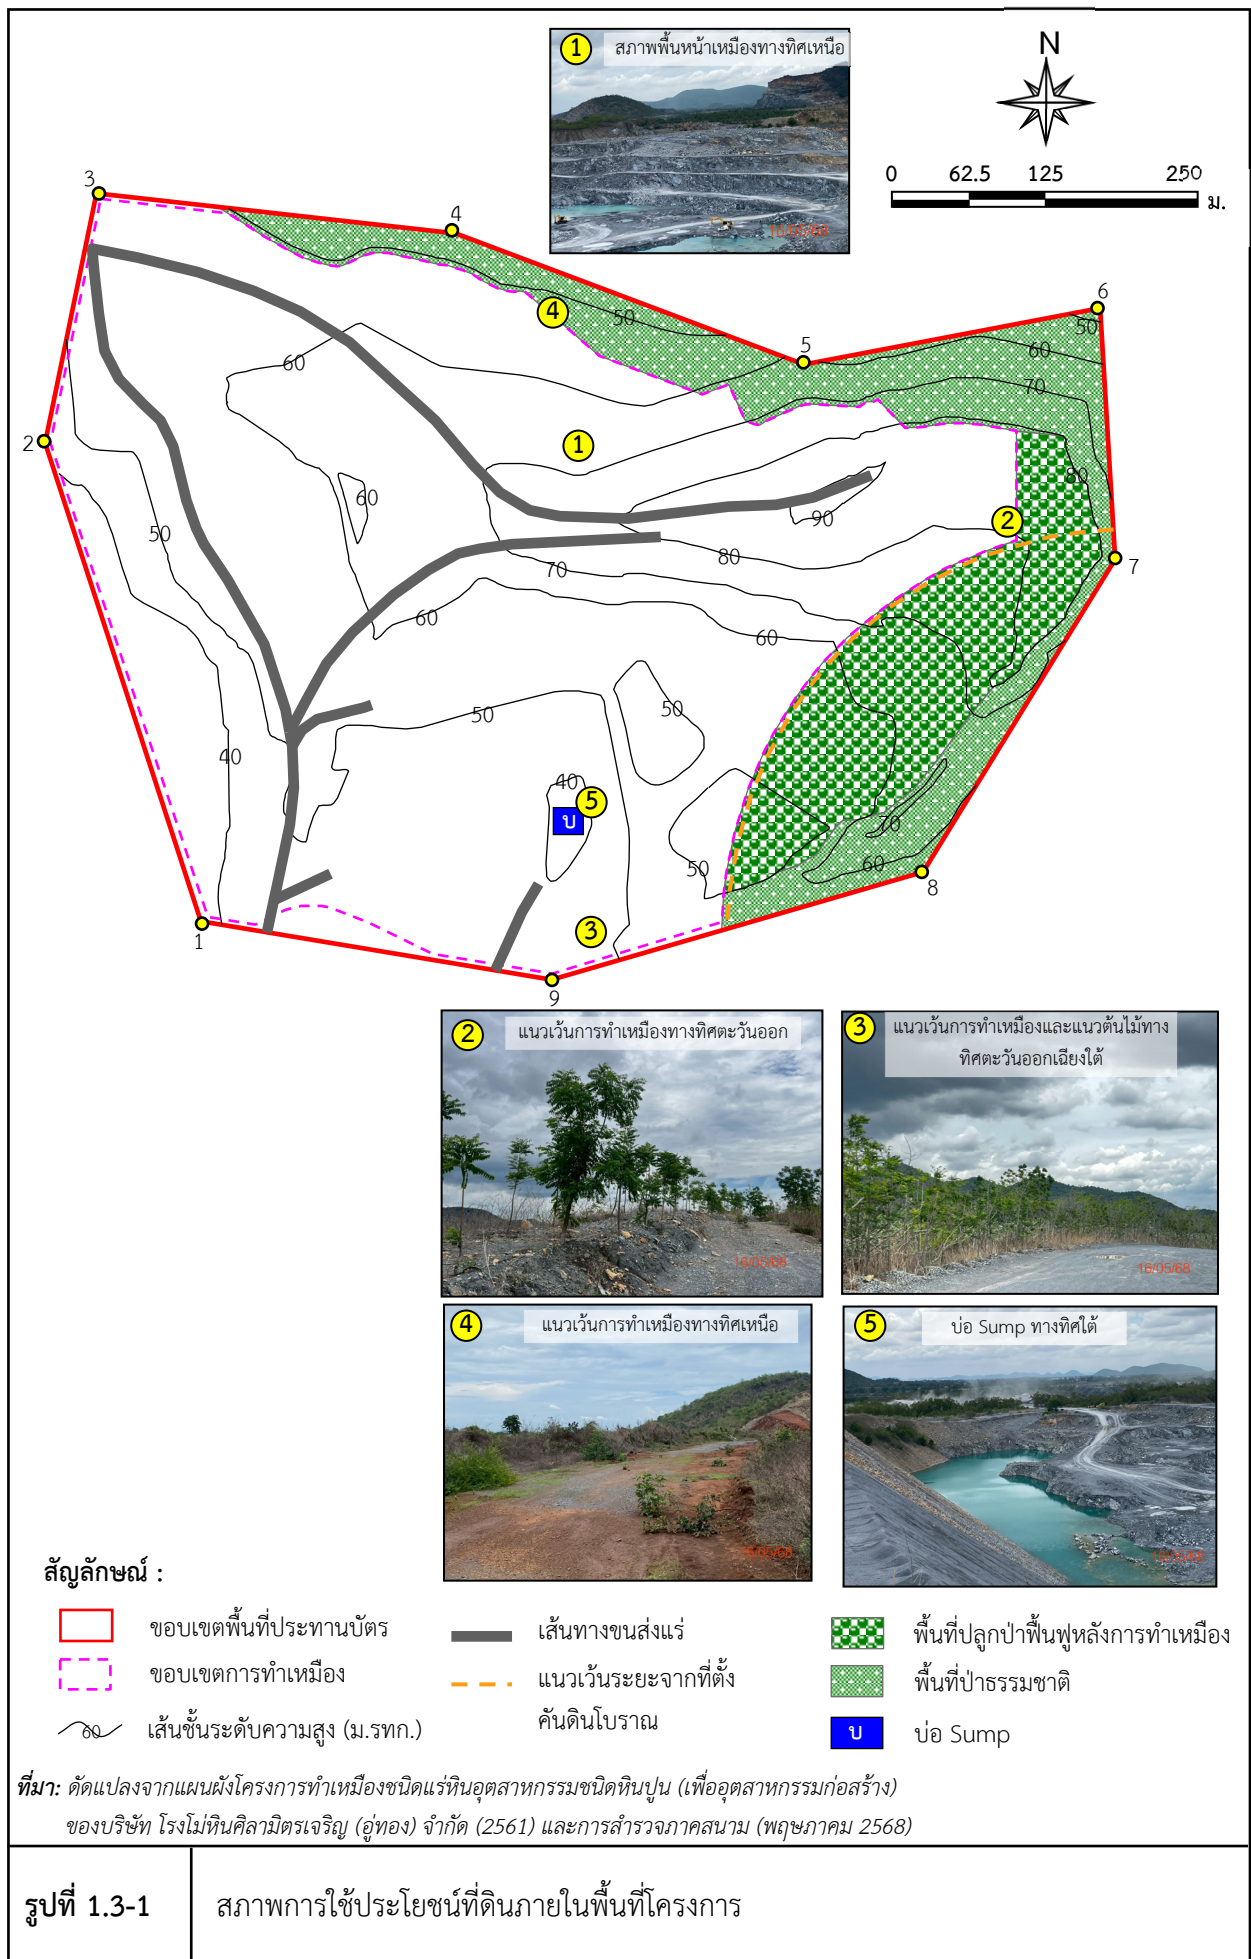 1 สภาพพื้นหน้าเหมืองทางทิศเหนือ
16/05/68
N
0 62.5 125 250 ม.
3
4
5
6
2
7
1
8
9
50
50
60
70
60
4
1
60
50
80
90
2
80
70
60
60
50
50
40
40
5
บ
50
70
60
3
2 แนวเว้นการทำเหมืองทางทิศตะวันออก
16/05/68
3 แนวเว้นการทำเหมืองและแนวต้นไม้ทาง
ทิศตะวันออกเฉียงใต้
16/05/68
4 แนวเว้นการทำเหมืองทางทิศเหนือ
16/05/68
5 บ่อ Sump ทางทิศใต้
16/05/68
สัญลักษณ์ :
ขอบเขตพื้นที่ประทานบัตร
ขอบเขตการทำเหมือง
60 เส้นชั้นระดับความสูง (ม.รทก.)
เส้นทางขนส่งแร่
แนวเว้นระยะจากที่ตั้ง
คันดินโบราณ
พื้นที่ปลูกป่าฟื้นฟูหลังการทำเหมือง
พื้นที่ป่าธรรมชาติ
บ บ่อ Sump
ที่มา: ดัดแปลงจากแผนผังโครงการทำเหมืองชนิดแร่หินอุตสาหกรรมชนิดหินปูน (เพื่ออุตสาหกรรมก่อสร้าง)
ของบริษัท โรงโม่หินศิลามิตรเจริญ (อู่ทอง) จำกัด (2561) และการสำรวจภาคสนาม (พฤษภาคม 2568)
รูปที่ 1.3-1 สภาพการใช้ประโยชน์ที่ดินภายในพื้นที่โครงการ